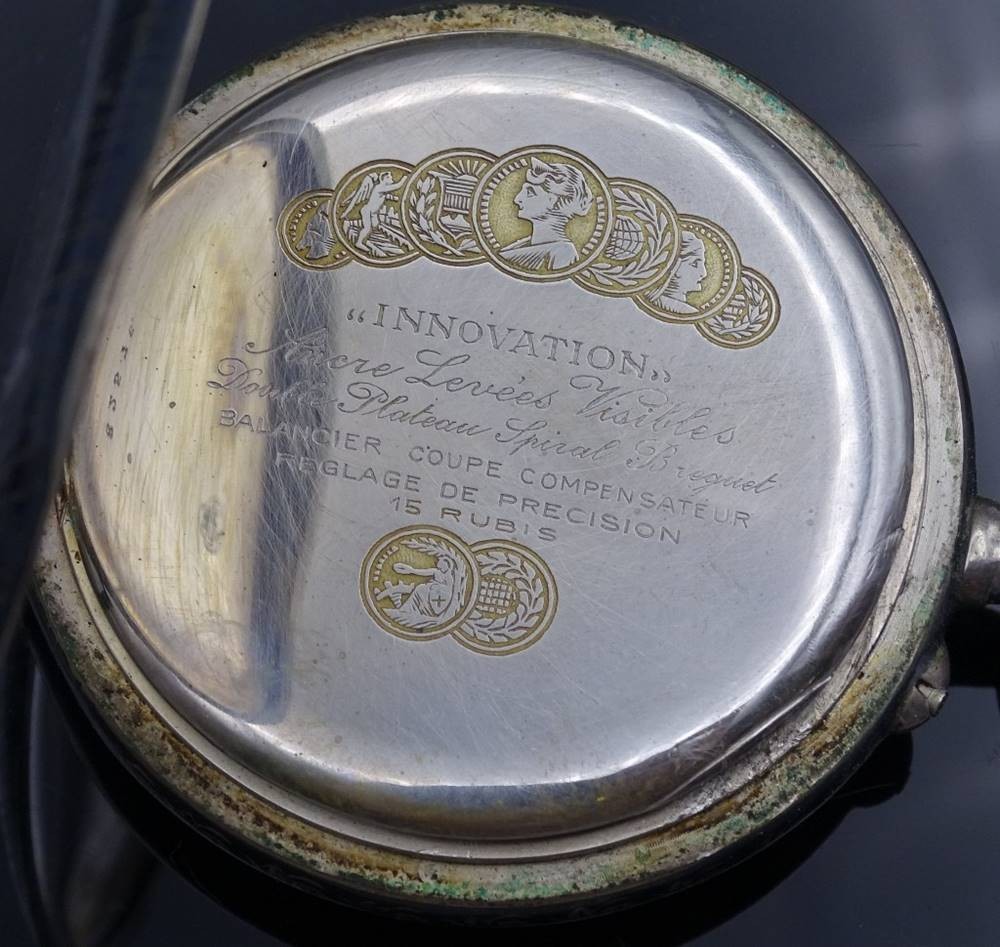 „INNOVATION„
Ancre Levées Visibles
Double Plateau Spiral Breguet
BALANCIER COUPE COMPENSATEUR
REGLAGE DE PRECISION
15 RUBIS